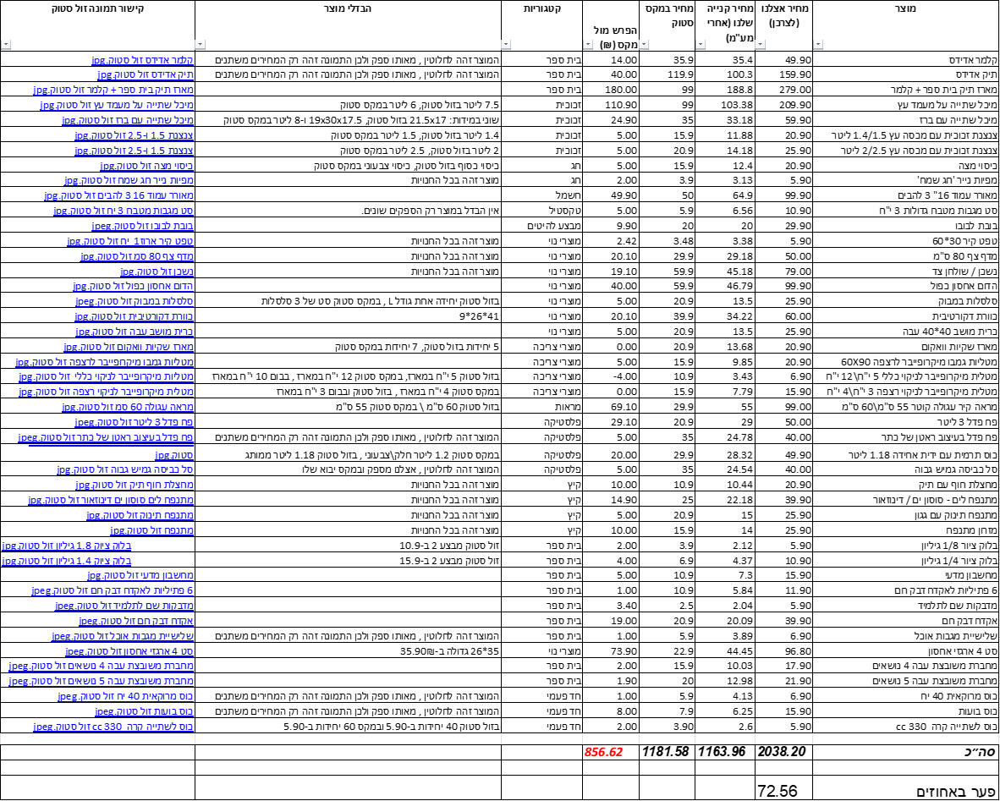 מוצר מחיר אצלנו (לצרכן) מחיר קנייה שלנו (אחרי מע"מ) מחיר במקס סטוק הפרש מול מקס (₪) קטגוריות הבדלי מוצר קישור תמונה זול סטוק
קלמר אדידס 49.90 35.4 35.9 14.00 בית ספר המוצר זהה לחלוטין , מאותו ספק ולכן התמונה זהה רק המחירים משתנים קלמר אדידס זול סטוק.jpg
תיק אדידס 159.90 100.3 119.9 40.00 בית ספר המוצר זהה לחלוטין , מאותו ספק ולכן התמונה זהה רק המחירים משתנים תיק אדידס זול סטוק.jpg
מארז תיק בית ספר + קלמר 279.00 188.8 99 180.00 בית ספר מארז תיק בית ספר + קלמר זול סטוק.jpg
מיכל שתייה על מעמד עץ 209.90 103.38 99 110.90 זכוכית 7.5 ליטר בזול סטוק, 6 ליטר במקס סטוק מיכל שתייה על מעמד עץ זול סטוק.jpg
מיכל שתייה עם ברז 59.90 33.18 35 24.90 זכוכית שוני במידות: 21.5x17 בזול סטוק, 19x30x17.5 ו-8 ליטר במקס סטוק מיכל שתייה עם ברז זול סטוק.jpg
צנצנת זכוכית עם מכסה עץ 1.4/1.5 ליטר 20.90 11.88 15.9 5.00 זכוכית 1.4 ליטר בזול סטוק, 1.5 ליטר במקס סטוק צנצנת 1.5 ו-2.5 זול סטוק.jpg
צנצנת זכוכית עם מכסה עץ 2/2.5 ליטר 25.90 14.18 20.9 5.00 זכוכית 2 ליטר בזול סטוק, 2.5 ליטר במקס סטוק צנצנת 1.5 ו-2.5 זול סטוק.jpg
כיסוי מצה 20.90 12.4 15.9 5.00 חג כיסוי כסוף בזול סטוק, כיסוי צבעוני במקס סטוק כיסוי מצה זול סטוק.jpg
מפיות נייר 'חג שמח' 5.90 3.13 3.9 2.00 חג מוצר זהה בכל החנויות מפיות נייר חג שמח זול סטוק.jpg
מאורר עמוד 16" 3 להבים 99.90 64.9 50 49.90 חשמל מאורר עמוד 16 3 להבים זול סטוק.jpg
סט מגבות מטבח גדולות 3 י"ח 10.90 6.56 5.9 5.00 טקסטיל אין הבדל במוצר רק הספקים שונים. סט מגבות מטבח 3 יח זול סטוק.jpg
בובת לבובו 29.90 20 20 9.90 מבצע להיטים בובת לבובו זול סטוק.jpeg
טפט קיר 30*60 5.90 3.38 3.48 2.42 מוצרי נוי מוצר זהה בכל החנויות טפט קיר ארוז1 יח זול סטוק.jpg
מדף צף 80 ס"מ 50.00 29.18 29.9 20.10 מוצרי נוי מוצר זהה בכל החנויות מדף צף 80 סמ זול סטוק.jpg
נשכן / שולחן צד 79.00 45.18 59.9 19.10 מוצרי נוי מוצר זהה בכל החנויות נשכן זול סטוק.jpg
הדום אחסון כפול 99.90 46.79 59.9 40.00 מוצרי נוי הדום אחסון כפול זול סטוק.jpg
סלסלות במבוק 25.90 13.5 20.9 5.00 מוצרי נוי בזול סטוק יחידה אחת גודל L , במקס סטוק סט של 3 סלסלות סלסלות במבוק זול סטוק.jpeg
כוורת דקורטיבית 60.00 34.22 39.9 20.10 מוצרי נוי 41*26*9 כוורת דקורטיבית זול סטוק.jpg
כרית מושב 40*40 עבה 25.90 13.5 20.9 5.00 מוצרי נוי כרית מושב עבה זול סטוק.jpg
מארז שקיות וואקום 20.90 13.68 20.9 0.00 מוצרי צריכה 5 יחידות בזול סטוק, 7 יחידות במקס סטוק מארז שקיות וואקום זול סטוק.jpg
מטליות גמבו מיקרופייבר לרצפה 60X90 20.90 9.85 15.9 5.00 מוצרי צריכה מטליות גמבו מיקרופייבר לרצפה זול סטוק.jpg
מטלית מיקרופייבר לניקוי כללי 5 י"ח\12 י"ח 6.90 3.43 10.9 -4.00 מוצרי צריכה בזול סטוק 5 י"ח במארז, במקס סטוק 12 י"ח במארז , בבום 10 י"ח במארז מטליות מיקרופייבר לניקוי כללי זול סטוק.jpg
מטלית מיקרופייבר לניקוי רצפה 3 י"ח\4 י"ח 15.90 7.79 15.9 0.00 מוצרי צריכה במקס סטוק 4 י"ח במארז , בזול סטוק ובבום 3 י"ח במארז מטלית מיקרופייבר לניקוי רצפה זול סטוק.jpg
מראה קיר עגולה קוטר 55 ס"מ\60 ס"מ 99.00 55 29.9 69.10 מראות בזול סטוק 60 ס"מ \ במקס סטוק 55 ס"מ מראה עגולה 60 סמ זול סטוק.jpg
פח פדל 3 ליטר 50.00 29 20.9 29.10 פלסטיקה פח פדל 3 ליטר זול סטוק.jpeg
פח פדל בעיצוב ראטן של כתר 40.00 24.78 35 5.00 פלסטיקה המוצר זהה לחלוטין , מאותו ספק ולכן התמונה זהה רק המחירים משתנים פח פדל בעיצוב ראטן של כתר זול סטוק.jpeg
כוס תרמית עם ידית אחידה 1.18 ליטר 49.90 28.32 29.9 20.00 פלסטיקה במקס סטוק 1.2 ליטר חלק\צבעוני , בזול סטוק 1.18 ליטר ממותג סטוק.jpg
סל כביסה גמיש גבוה 40.00 24.54 35 5.00 פלסטיקה המוצר זהה לחלוטין , אצלנו מספק ובמקס יבוא שלו סל כביסה גמיש גבוה זול סטוק.jpg
מחצלת חוף עם תיק 20.90 10.44 10.9 10.00 קיץ מוצר זהה בכל החנויות מחצלת חוף תיק זול סטוק.jpg
מתנפח לים - סוסון ים / דינוזאור 39.90 22.18 25 14.90 קיץ מוצר זהה בכל החנויות מתנפח לים סוסון ים דינוזאור זול סטוק.jpg
מתנפח תינוק עם גגון 25.90 15 20.9 5.00 קיץ מוצר זהה בכל החנויות מתנפח תינוק זול סטוק.jpg
מזרון מתנפח 25.90 14 15.9 10.00 קיץ מוצר זהה בכל החנויות מתנפח זול סטוק.jpg
בלוק ציור 1/8 גיליון 5.90 2.12 3.9 2.00 בית ספר זול סטוק מבצע 2 ב-10.9 בלוק ציוק 1.8 גיליון זול סטוק.jpg
בלוק ציור 1/4 גיליון 10.90 4.37 6.9 4.00 בית ספר זול סטוק מבצע 2 ב-15.9 בלוק ציוק 1.4 גיליון זול סטוק.jpg
מחשבון מדעי 15.90 7.3 10.9 5.00 בית ספר מחשבון מדעי זול סטוק.jpg
6 פתיליות לאקדח דבק חם 11.90 5.84 10.9 1.00 בית ספר 6 פתיליות לאקדח דבק חם זול סטוק.jpeg
מדבקות שם לתלמיד 5.90 2.04 2.5 3.40 בית ספר מדבקות שם לתלמיד זול סטוק.jpeg
אקדח דבק חם 39.90 20.09 20.9 19.00 בית ספר אקדח דבק חם זול סטוק.jpeg
שלישיית מגבות אוכל 6.90 3.89 5.9 1.00 בית ספר המוצר זהה לחלוטין , מאותו ספק ולכן התמונה זהה רק המחירים משתנים שלישיית מגבות אוכל זול סטוק.jpeg
סט 4 ארגזי אחסון 96.80 44.45 22.9 73.90 מוצרי נוי 35*26 גדולה ב-35.90₪ סט 4 ארגזי אחסון זול סטוק.jpeg
מחברת משובצת עבה 4 נושאים 17.90 10.03 15.9 2.00 בית ספר מחברת משובצת עבה 4 נושאים זול סטוק.jpeg
מחברת משובצת עבה 5 נושאים 21.90 12.98 20 1.90 בית ספר מחברת משובצת עבה 5 נושאים זול סטוק.jpeg
כוס מרוקאית 40 יח 6.90 4.13 5.9 1.00 חד פעמי המוצר זהה לחלוטין , מאותו ספק ולכן התמונה זהה רק המחירים משתנים כוס מרוקאית 40 יח זול סטוק.jpeg
כוס בועות 15.90 6.25 7.9 8.00 חד פעמי המוצר זהה לחלוטין , מאותו ספק ולכן התמונה זהה רק המחירים משתנים כוס בועות זול סטוק.jpeg
כוס לשתייה קרה 330 cc 5.90 2.6 3.90 2.00 חד פעמי בזול סטוק 40 יחידות ב-5.90 ובמקס 60 יחידות ב-5.90 כוס לשתייה קרה 330 cc זול סטוק.jpeg
סה״כ 2038.20 1163.96 1181.58 856.62
פער באחוזים 72.56